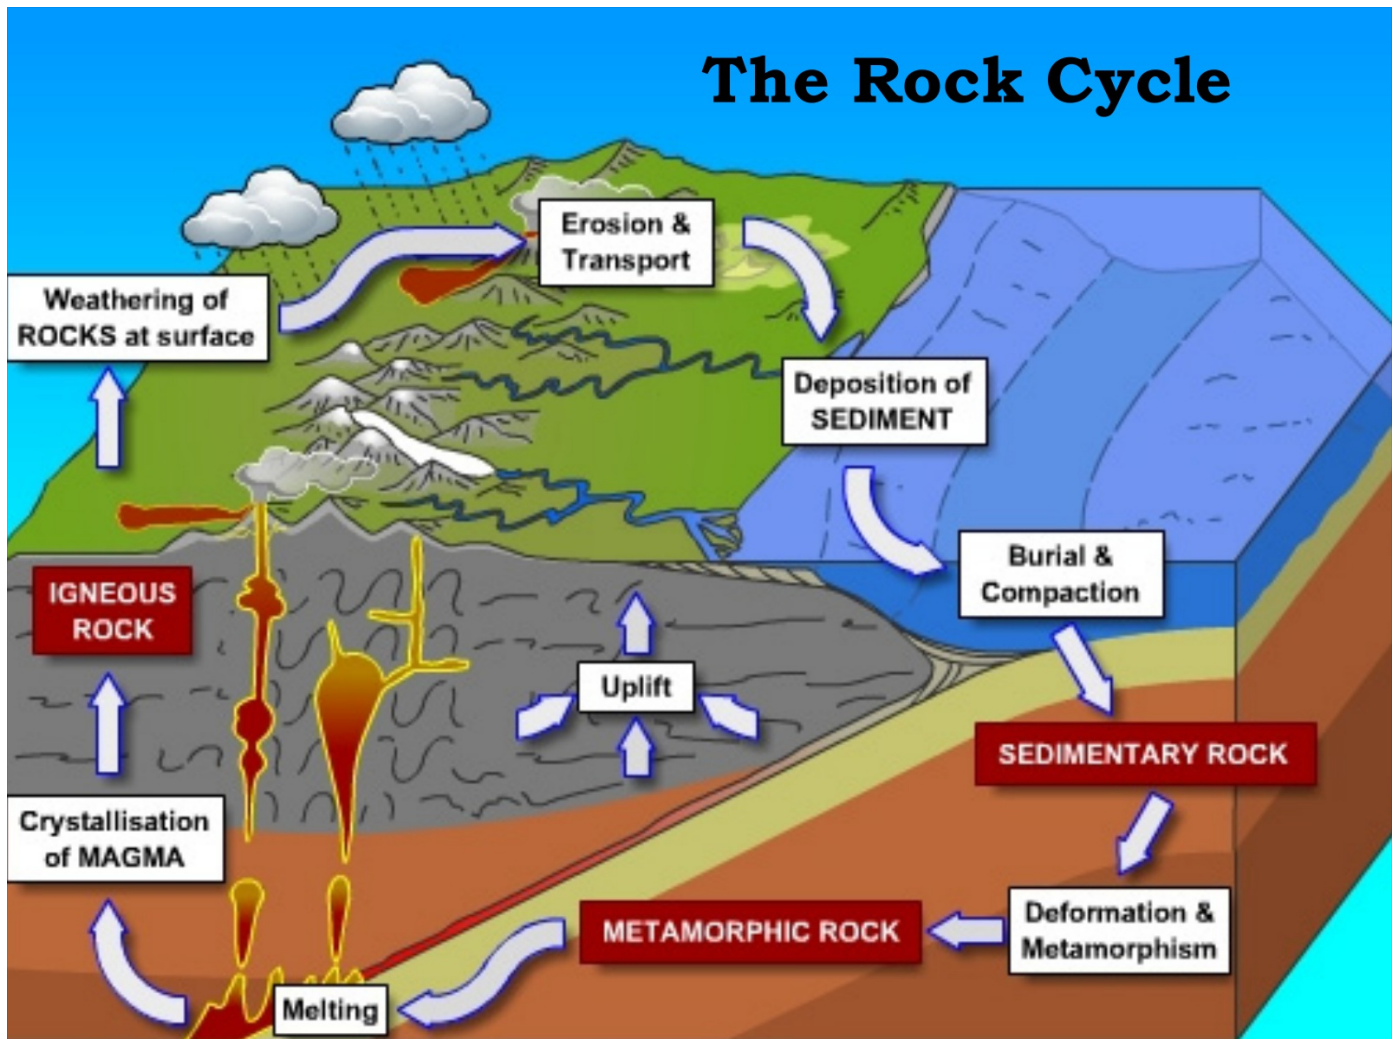 The Rock Cycle
Erosion &
Transport
Weathering of
ROCKS at surface
Deposition of
SEDIMENT
Burial &
Compaction
IGNEOUS
ROCK
Uplift
SEDIMENTARY ROCK
Crystallisation
of MAGMA
METAMORPHIC ROCK
Deformation &
Metamorphism
Melting